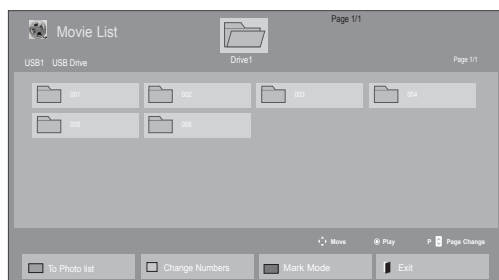 Page 1/1
Movie List
Drive1
USB1 USB Drive
Page 1/1
001 002 003 004
005 006
Move Play P Page Change
To Photo list Change Numbers Mark Mode Exit